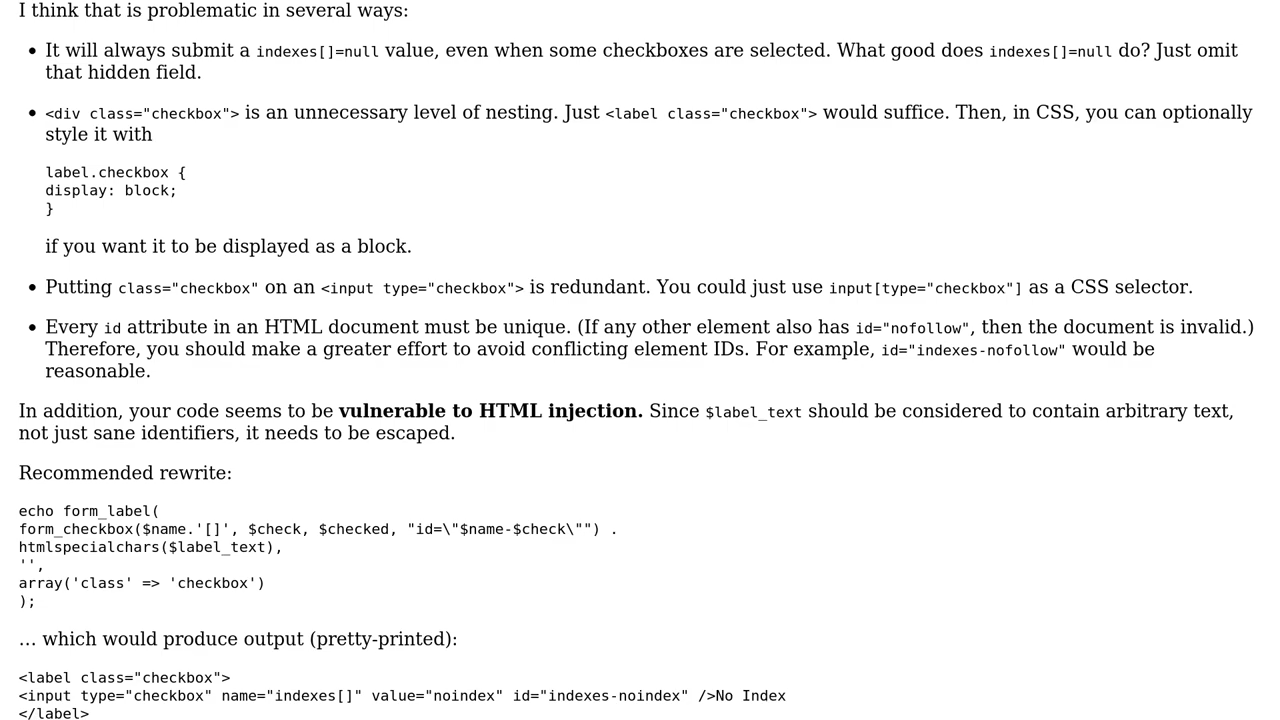 I think that is problematic in several ways:
• It will always submit a indexes[]=null value, even when some checkboxes are selected. What good does indexes[]=null do? Just omit
that hidden field.
• <div class="checkbox"> is an unnecessary level of nesting. Just <label class="checkbox"> would suffice. Then, in CSS, you can optionally
style it with
label.checkbox {
display: block;
}
if you want it to be displayed as a block.
• Putting class="checkbox" on an <input type="checkbox"> is redundant. You could just use input[type="checkbox"] as a CSS selector.
• Every id attribute in an HTML document must be unique. (If any other element also has id="nofollow", then the document is invalid.)
Therefore, you should make a greater effort to avoid conflicting element IDs. For example, id="indexes-nofollow" would be
reasonable.
In addition, your code seems to be vulnerable to HTML injection. Since $label_text should be considered to contain arbitrary text,
not just sane identifiers, it needs to be escaped.
Recommended rewrite:
echo form_label(
form_checkbox($name.'[]', $check, $checked, "id=\"$name-$check\"") .
htmlspecialchars($label_text),
'',
array('class' => 'checkbox')
);
… which would produce output (pretty-printed):
<label class="checkbox">
<input type="checkbox" name="indexes[]" value="noindex" id="indexes-noindex" />No Index
</label>